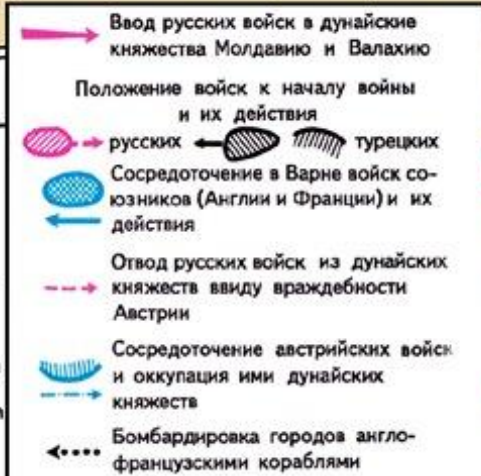 Ввод русских войск в дунайские
княжества Молдавию и Валахию
Положение войск к началу войны
и их действия
русских турецких
Сосредоточение в Варне войск со-
юзников (Англии и Франции) и их
действия
Отвод русских войск из дунайских
княжеств ввиду враждебности
Австрии
Сосредоточение австрийских войск
и оккупация ими дунайских
княжеств
Бомбардировка городов англо-
французскими кораблями